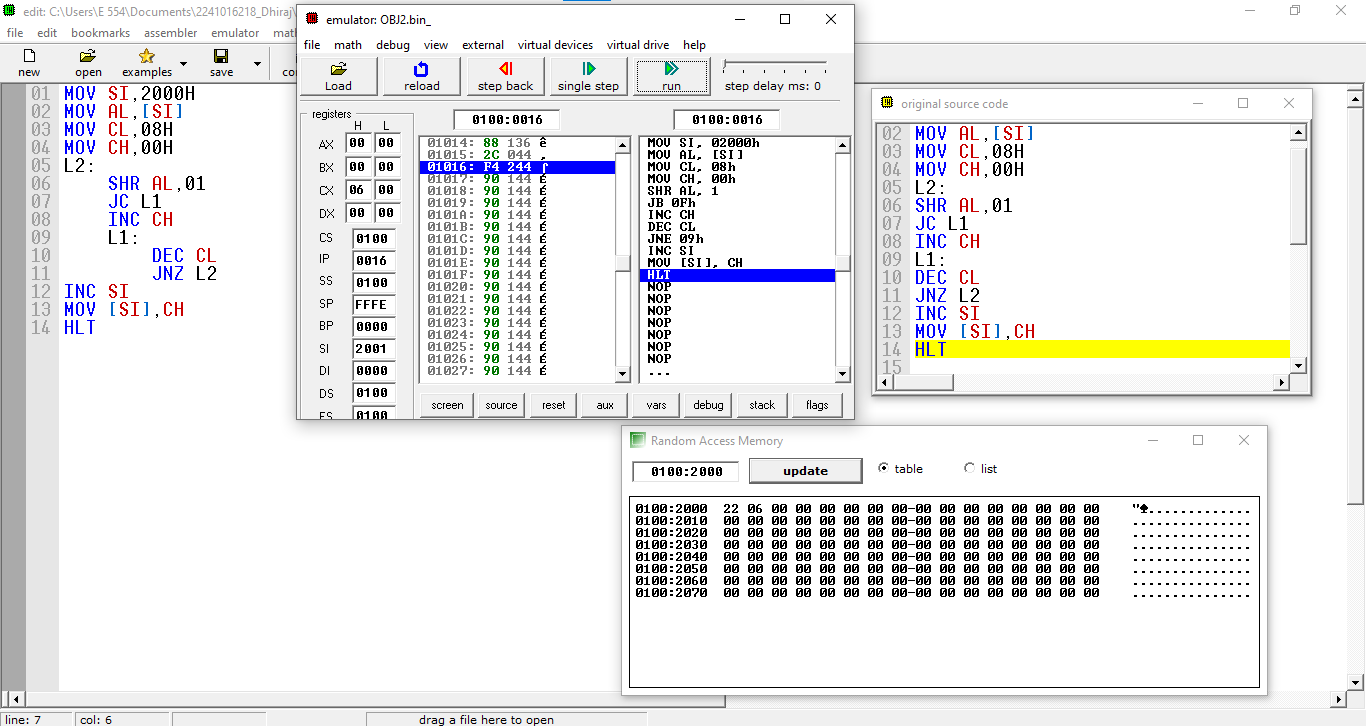 edit: C:\Users\E 554\Documents\2241016218_Dhiraj\
file edit bookmarks assembler emulator
new open examples save
01 MOV SI,2000H
02 MOV AL,[SI]
03 MOV CL,08H
04 MOV CH,00H
05 L2:
06 SHR AL,01
07 JC L1
08 INC CH
09 L1:
10 DEC CL
11 JNZ L2
12 INC SI
13 MOV [SI],CH
14 HLT
emulator: OBJ2.bin_
file math debug view external virtual devices virtual drive help
Load reload step back single step run step delay ms: 0
registers
H L
AX 00 00
BX 00 00
CX 06 00
DX 00 00
CS 0100
IP 0016
SS 0100
SP FFFE
BP 0000
SI 2001
DI 0000
DS 0100
ES 0100
0100:0016
01014: 88 136 ê
01015: 2C 044 ,
01016: F4 244 ⌠
01017: 90 144 É
01018: 90 144 É
01019: 90 144 É
0101A: 90 144 É
0101B: 90 144 É
0101C: 90 144 É
0101D: 90 144 É
0101E: 90 144 É
0101F: 90 144 É
01020: 90 144 É
01021: 90 144 É
01022: 90 144 É
01023: 90 144 É
01024: 90 144 É
01025: 90 144 É
01026: 90 144 É
01027: 90 144 É
0100:0016
MOV SI, 02000h
MOV AL, [SI]
MOV CL, 08h
MOV CH, 00h
SHR AL, 1
JB 0Fh
INC CH
DEC CL
JNE 09h
INC SI
MOV [SI], CH
HLT
NOP
NOP
NOP
NOP
NOP
NOP
NOP
...
screen source reset aux vars debug stack flags
original source code
02 MOV AL,[SI]
03 MOV CL,08H
04 MOV CH,00H
05 L2:
06 SHR AL,01
07 JC L1
08 INC CH
09 L1:
10 DEC CL
11 JNZ L2
12 INC SI
13 MOV [SI],CH
14 HLT
15
Random Access Memory
0100:2000 update table list
0100:2000 22 06 00 00 00 00 00 00-00 00 00 00 00 00 00 00 "♠..............
0100:2010 00 00 00 00 00 00 00 00-00 00 00 00 00 00 00 00 ................
0100:2020 00 00 00 00 00 00 00 00-00 00 00 00 00 00 00 00 ................
0100:2030 00 00 00 00 00 00 00 00-00 00 00 00 00 00 00 00 ................
0100:2040 00 00 00 00 00 00 00 00-00 00 00 00 00 00 00 00 ................
0100:2050 00 00 00 00 00 00 00 00-00 00 00 00 00 00 00 00 ................
0100:2060 00 00 00 00 00 00 00 00-00 00 00 00 00 00 00 00 ................
0100:2070 00 00 00 00 00 00 00 00-00 00 00 00 00 00 00 00 ................
line: 7 col: 6 drag a file here to open